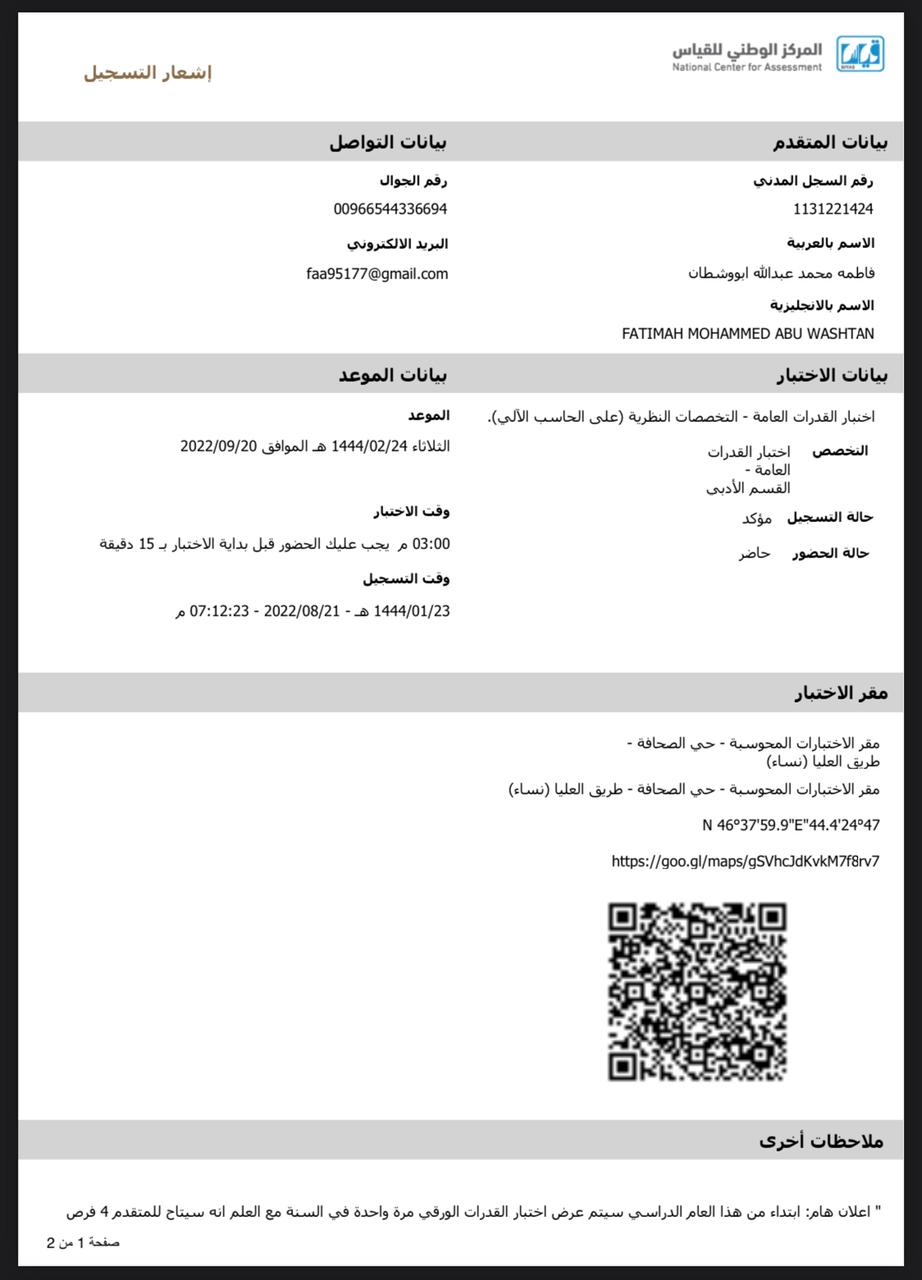 المركز الوطني للقياس
National Center for Assessment
إشعار التسجيل
بيانات المتقدم
رقم السجل المدني
1131221424
الاسم بالعربية
فاطمه محمد عبدالله ابووشطان
الاسم بالانجليزية
FATIMAH MOHAMMED ABU WASHTAN
بيانات التواصل
رقم الجوال
00966544336694
البريد الالكتروني
faa95177@gmail.com
بيانات الاختبار
اختبار القدرات العامة - التخصصات النظرية (على الحاسب الآلي).
التخصص اختبار القدرات
العامة -
القسم الأدبي
حالة التسجيل مؤكد
حالة الحضور حاضر
بيانات الموعد
الموعد
الثلاثاء 1444/02/24 هـ الموافق 2022/09/20
وقت الاختبار
03:00 م يجب عليك الحضور قبل بداية الاختبار بـ 15 دقيقة
وقت التسجيل
1444/01/23 هـ - 2022/08/21 - 07:12:23 م
مقر الاختبار
مقر الاختبارات المحوسبة - حي الصحافة -
طريق العليا (نساء)
مقر الاختبارات المحوسبة - حي الصحافة - طريق العليا (نساء)
N 46°37'59.9"E"44.4'24°47
https://goo.gl/maps/gSVhcJdKvkM7f8rv7
ملاحظات أخرى
" اعلان هام: ابتداء من هذا العام الدراسي سيتم عرض اختبار القدرات الورقي مرة واحدة في السنة مع العلم انه سيتاح للمتقدم 4 فرص
صفحة 1 من 2